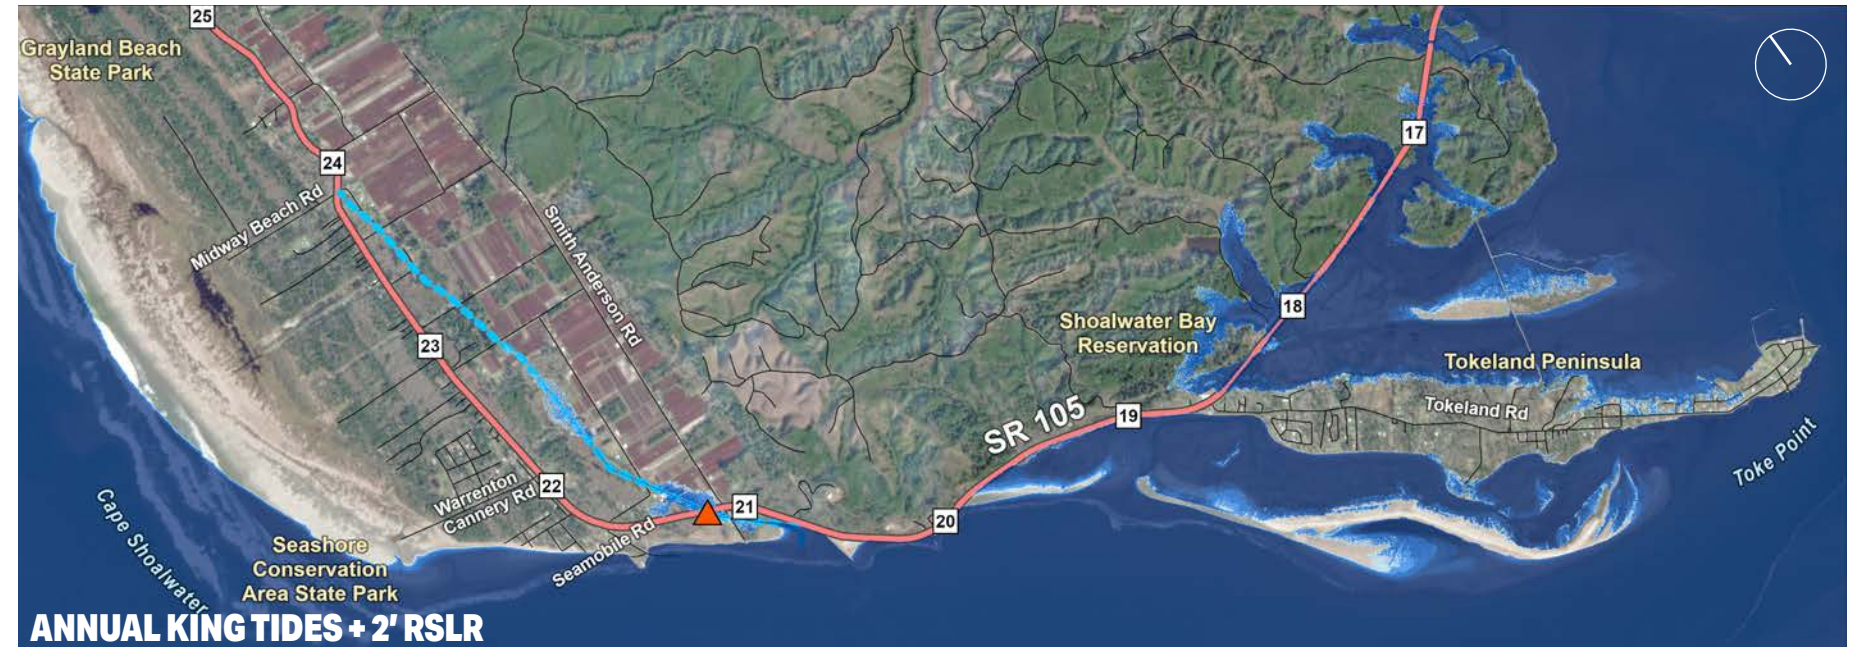 25
Grayland Beach
State Park
24
Midway Beach Rd
Smith Anderson Rd
23
22
Warrenton
Cannery Rd
Seamobile Rd
21
20
SR 105
19
18
17
Shoalwater Bay
Reservation
Tokeland Peninsula
Tokeland Rd
Toke Point
Cape Shoalwater
Seashore
Conservation
Area State Park
ANNUAL KING TIDES + 2' RSLR